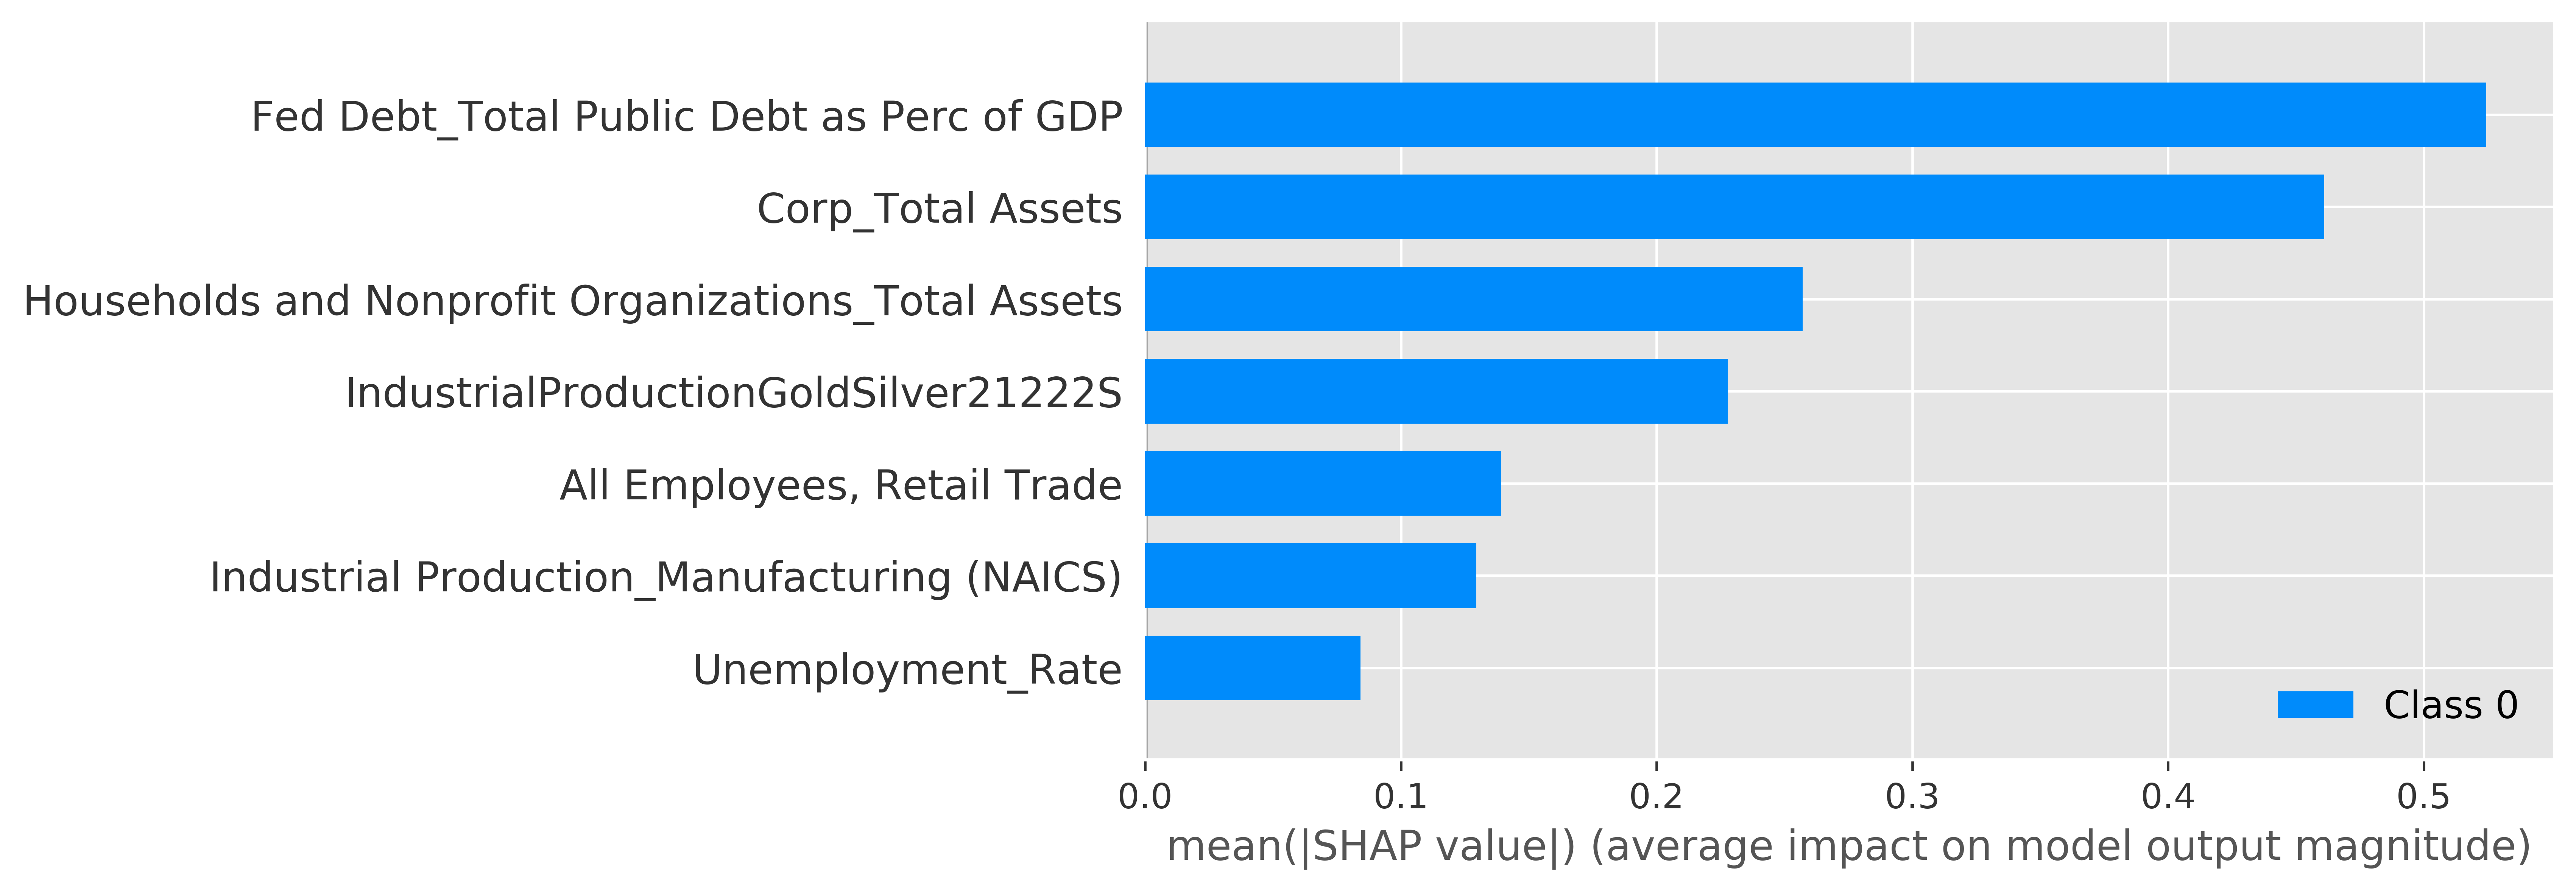 Fed Debt_Total Public Debt as Perc of GDP
Corp_Total Assets
Households and Nonprofit Organizations_Total Assets
IndustrialProductionGoldSilver21222S
All Employees, Retail Trade
Industrial Production_Manufacturing (NAICS)
Unemployment_Rate
Class 0
0.0 0.1 0.2 0.3 0.4 0.5
mean(|SHAP value|) (average impact on model output magnitude)